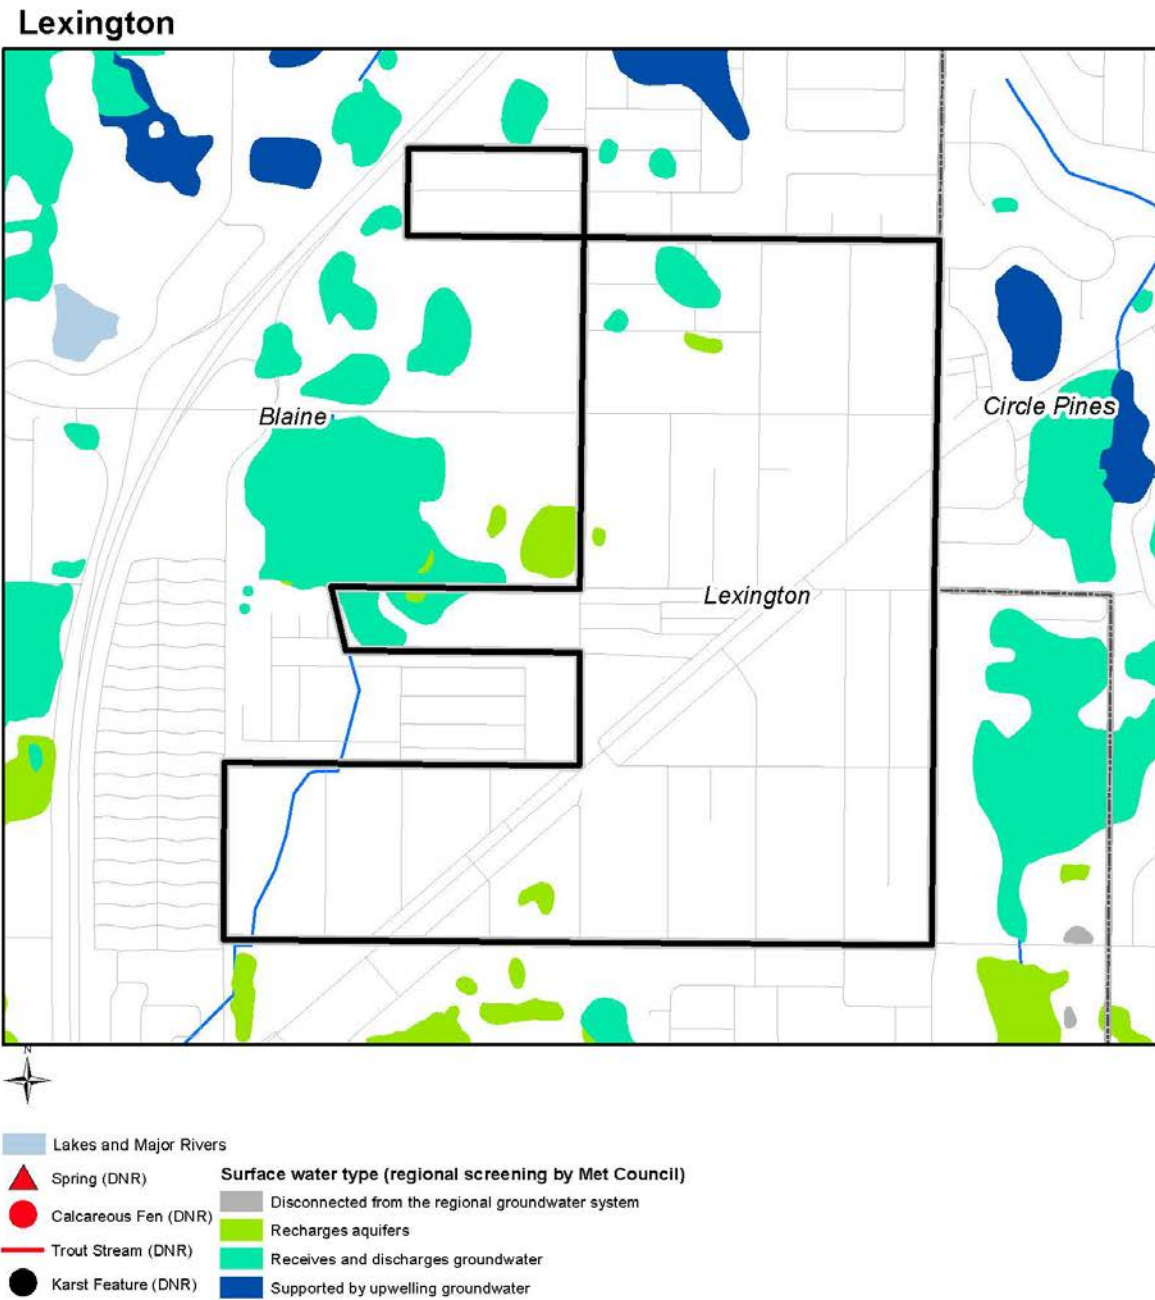 Lexington
Blaine
Circle Pines
Lexington
N
Lakes and Major Rivers
Spring (DNR)
Calcareous Fen (DNR)
Trout Stream (DNR)
Karst Feature (DNR)
Surface water type (regional screening by Met Council)
Disconnected from the regional groundwater system
Recharges aquifers
Receives and discharges groundwater
Supported by upwelling groundwater